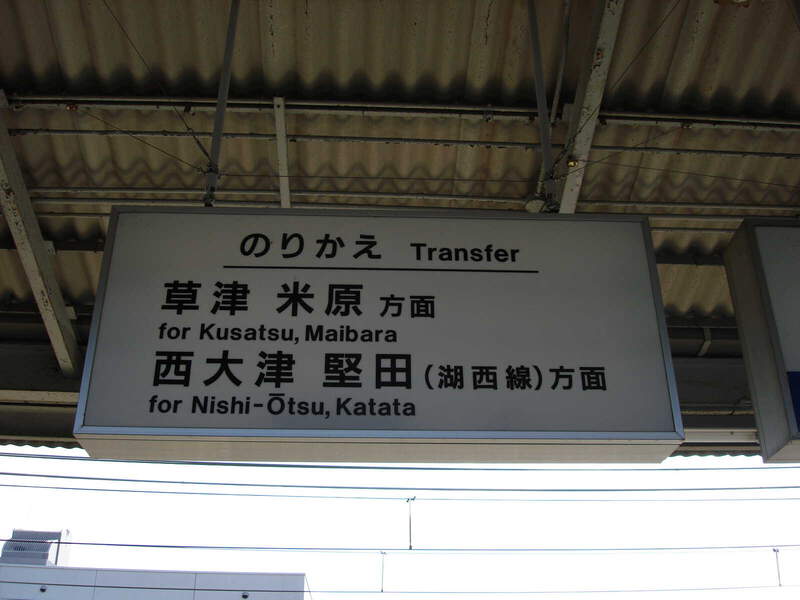 のりかえ Transfer
草津 米原 方面
for Kusatsu, Maibara
西大津 堅田 (湖西線) 方面
for Nishi-Ōtsu, Katata